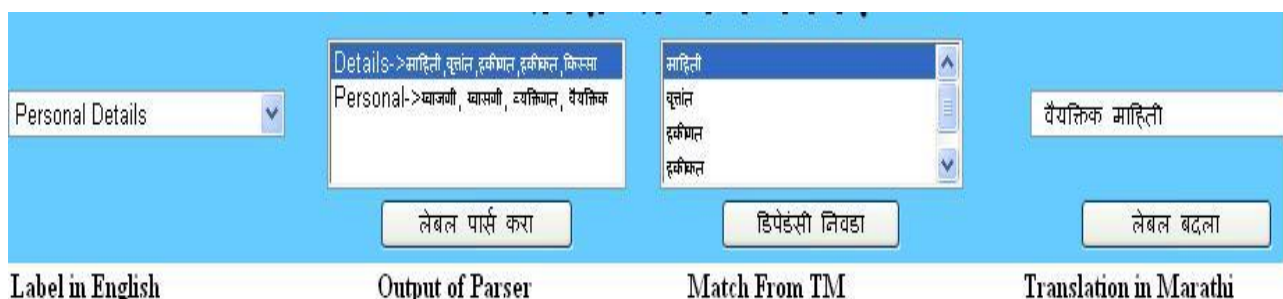 Personal Details
Details->माहिती,वृत्तांत,हकीगत,हकीकत,किस्सा
Personal->खाजगी, खासगी, व्यक्तिगत, वैयक्तिक
माहिती
वृत्तांत
हकीगत
हकीकत
वैयक्तिक माहिती
लेबल पार्स करा
डिपेडंसी निवडा
लेबल बदला
Label in English
Output of Parser
Match From TM
Translation in Marathi